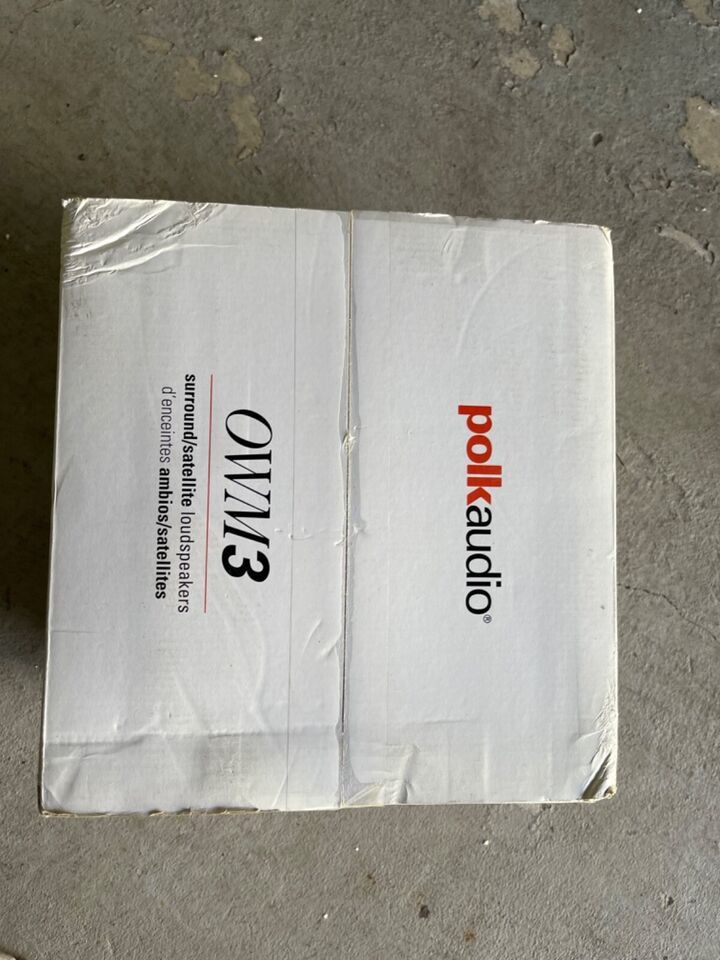 polkaudio®
OWM3
surround/satellite loudspeakers
d'enceintes ambios/satellites